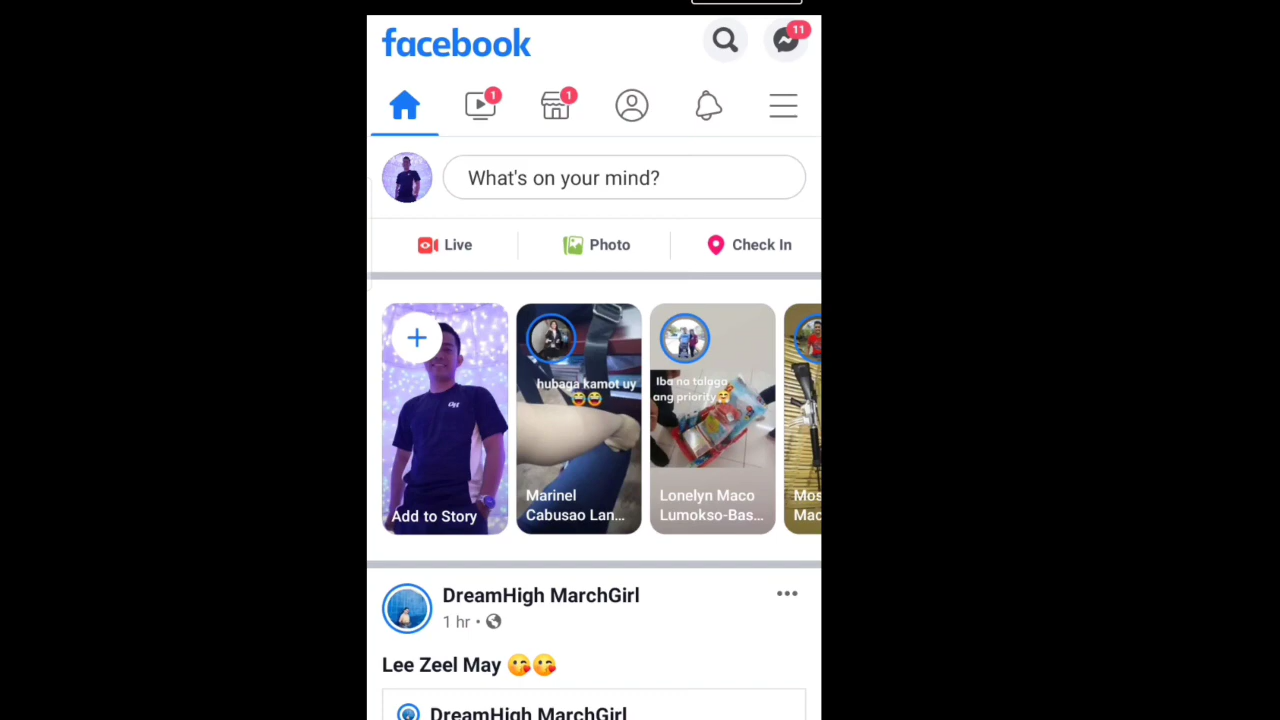 facebook
11
1
1
What's on your mind?
Live
Photo
Check In
hubaga kamot uy
😆😆
Iba na talaga
ang priority🥰
Add to Story
Marinel
Cabusao Lan...
Lonelyn Maco
Lumokso-Bas...
Mos
Mac
DreamHigh MarchGirl
1 hr •
Lee Zeel May 😘😘
DreamHigh MarchGirl